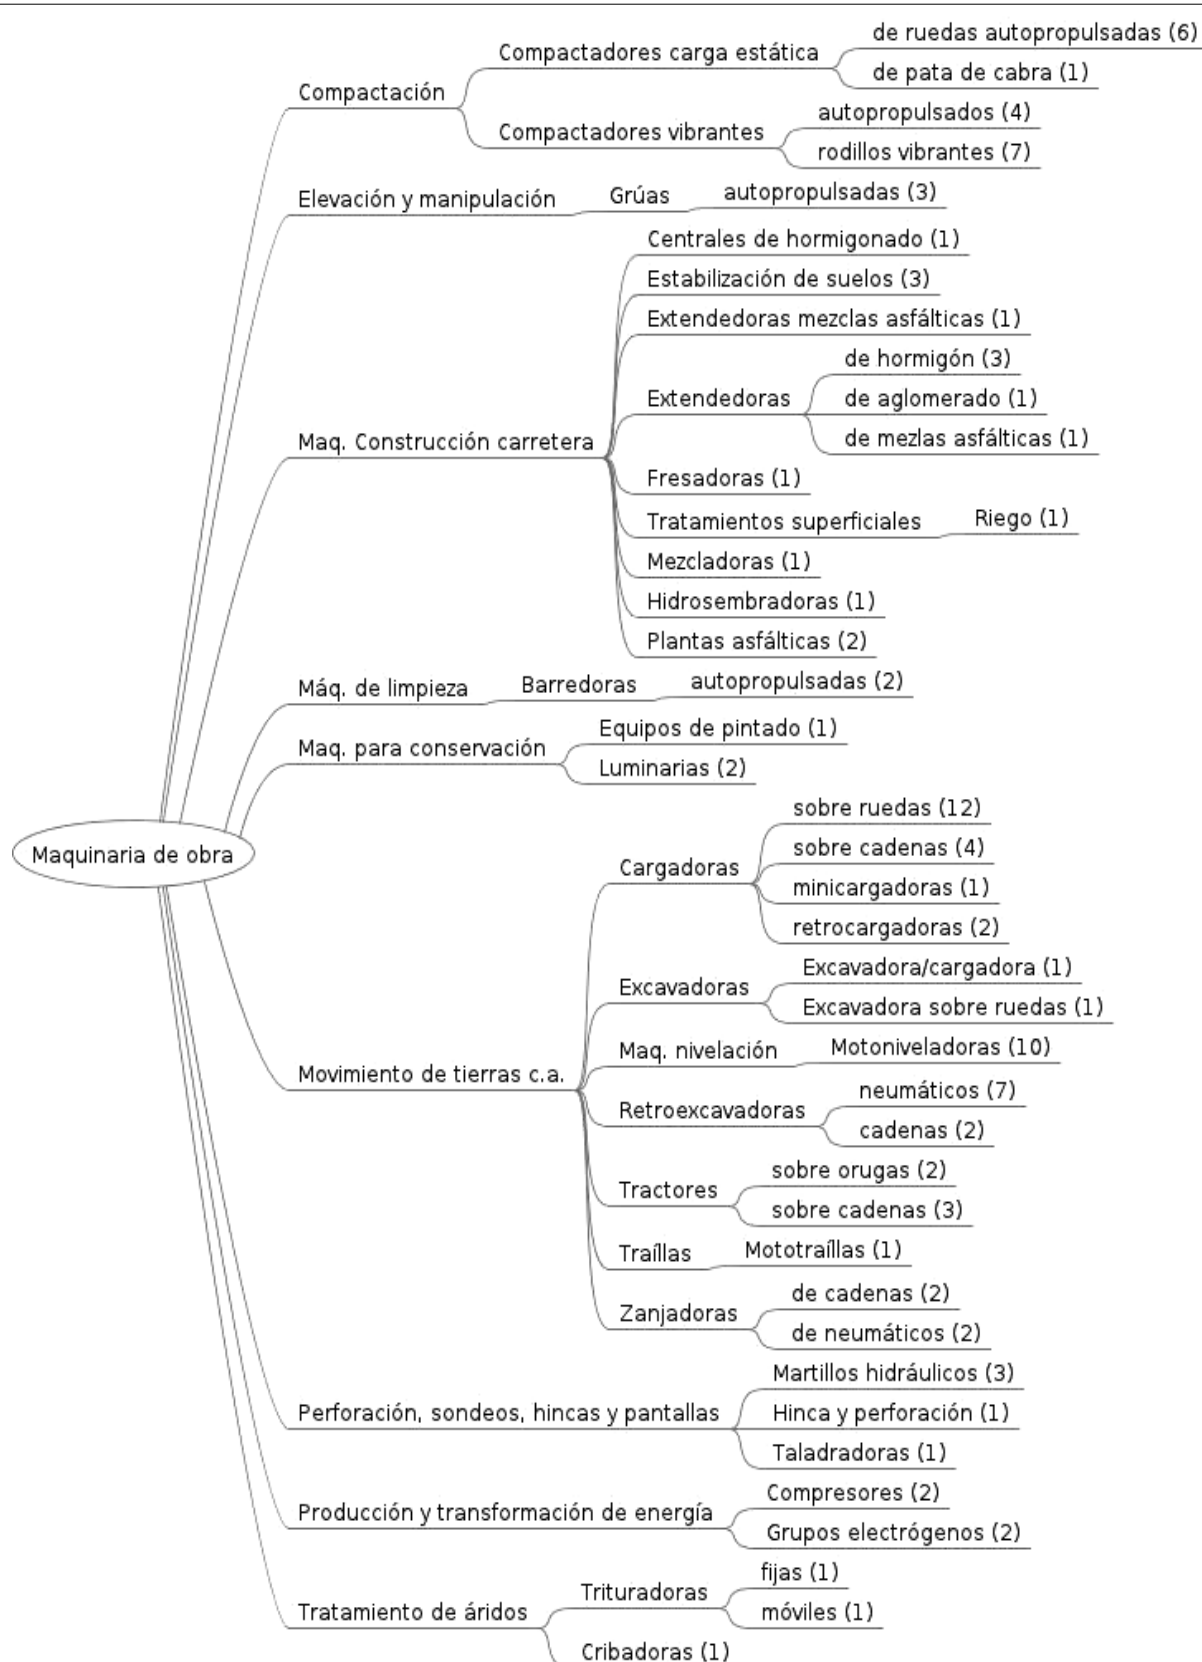 de ruedas autopropulsadas (6)
Compactadores carga estática
de pata de cabra (1)
Compactación
autopropulsados (4)
Compactadores vibrantes
rodillos vibrantes (7)
Elevación y manipulación
Grúas
autopropulsadas (3)
Centrales de hormigonado (1)
Estabilización de suelos (3)
Extendedoras mezclas asfálticas (1)
de hormigón (3)
Extendedoras
de aglomerado (1)
de mezlas asfálticas (1)
Maq. Construcción carretera
Fresadoras (1)
Tratamientos superficiales
Riego (1)
Mezcladoras (1)
Hidrosembradoras (1)
Plantas asfálticas (2)
Máq. de limpieza
Barredoras
autopropulsadas (2)
Equipos de pintado (1)
Maq. para conservación
Luminarias (2)
Maquinaria de obra
sobre ruedas (12)
sobre cadenas (4)
Cargadoras
minicargadoras (1)
retrocargadoras (2)
Excavadora/cargadora (1)
Excavadoras
Excavadora sobre ruedas (1)
Maq. nivelación
Motoniveladoras (10)
Movimiento de tierras c.a.
neumáticos (7)
Retroexcavadoras
cadenas (2)
sobre orugas (2)
Tractores
sobre cadenas (3)
Traíllas
Mototraíllas (1)
de cadenas (2)
Zanjadoras
de neumáticos (2)
Martillos hidráulicos (3)
Perforación, sondeos, hincas y pantallas
Hinca y perforación (1)
Taladradoras (1)
Compresores (2)
Producción y transformación de energía
Grupos electrógenos (2)
fijas (1)
Trituradoras
móviles (1)
Tratamiento de áridos
Cribadoras (1)